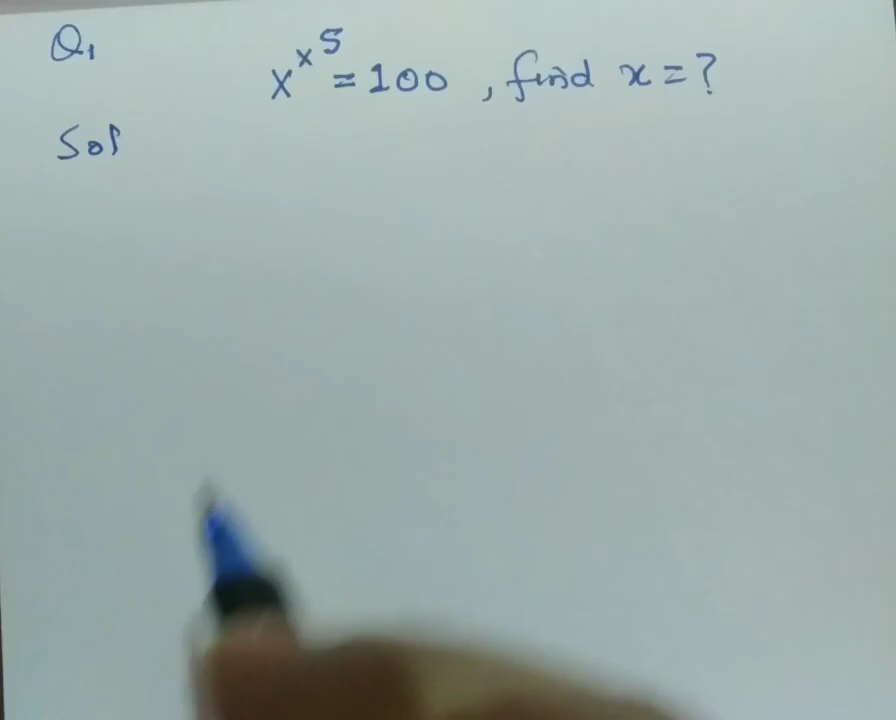 Q₁ x^x^5 = 100 , find x = ?
Sol